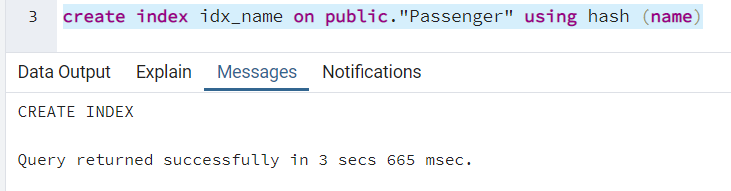 3 create index idx_name on public."Passenger" using hash (name)
Data Output Explain Messages Notifications
CREATE INDEX
Query returned successfully in 3 secs 665 msec.